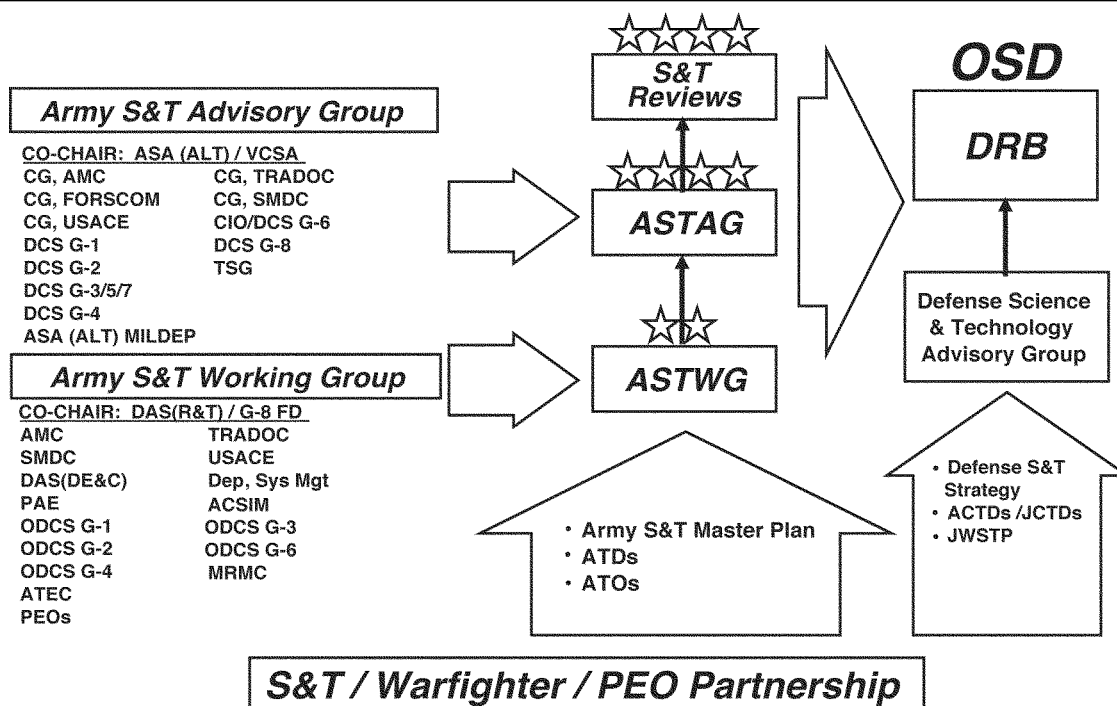 Army S&T Advisory Group
CO-CHAIR: ASA (ALT) / VCSA
CG, AMC CG, TRADOC
CG, FORSCOM CG, SMDC
CG, USACE CIO/DCS G-6
DCS G-1 DCS G-8
DCS G-2 TSG
DCS G-3/5/7
DCS G-4
ASA (ALT) MILDEP
Army S&T Working Group
CO-CHAIR: DAS(R&T) / G-8 FD
AMC TRADOC
SMDC USACE
DAS(DE&C) Dep, Sys Mgt
PAE ACSIM
ODCS G-1 ODCS G-3
ODCS G-2 ODCS G-6
ODCS G-4 MRMC
ATEC
PEOs
S&T
Reviews
ASTAG
ASTWG
• Army S&T Master Plan
• ATDs
• ATOs
OSD
DRB
Defense Science
& Technology
Advisory Group
• Defense S&T
Strategy
• ACTDs /JCTDs
• JWSTP
S&T / Warfighter / PEO Partnership